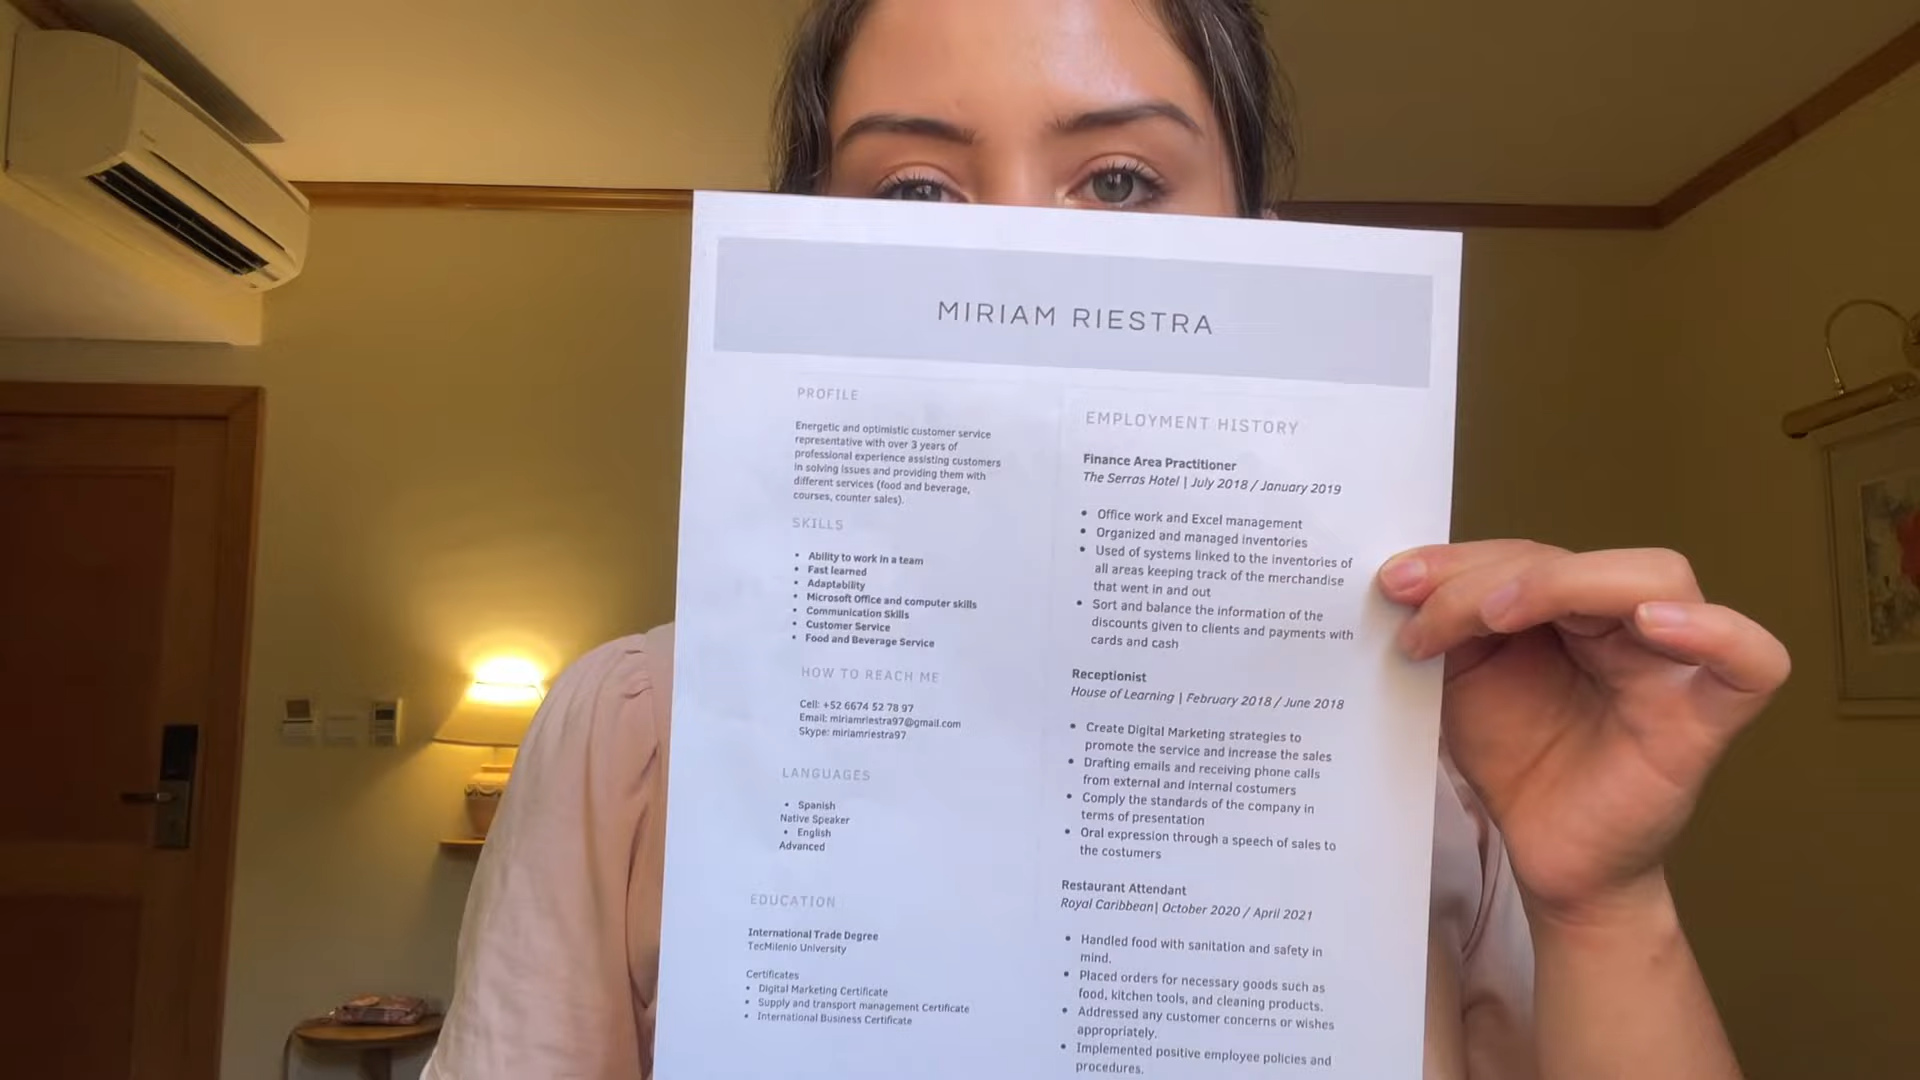 MIRIAM RIESTRA
PROFILE
Energetic and optimistic customer service
representative with over 3 years of
professional experience assisting customers
in solving issues and providing them with
different services (food and beverage,
courses, counter sales).
SKILLS
• Ability to work in a team
• Fast learned
• Adaptability
• Microsoft Office and computer skills
• Communication Skills
• Customer Service
• Food and Beverage Service
HOW TO REACH ME
Cell: +52 6674 52 78 97
Email: miriamriestra97@gmail.com
Skype: miriamriestra97
LANGUAGES
• Spanish
Native Speaker
• English
Advanced
EDUCATION
International Trade Degree
TecMilenio University
Certificates
• Digital Marketing Certificate
• Supply and transport management Certificate
• International Business Certificate
EMPLOYMENT HISTORY
Finance Area Practitioner
The Serras Hotel | July 2018 / January 2019
• Office work and Excel management
• Organized and managed inventories
• Used of systems linked to the inventories of
all areas keeping track of the merchandise
that went in and out
• Sort and balance the information of the
discounts given to clients and payments with
cards and cash
Receptionist
House of Learning | February 2018 / June 2018
• Create Digital Marketing strategies to
promote the service and increase the sales
• Drafting emails and receiving phone calls
from external and internal costumers
• Comply the standards of the company in
terms of presentation
• Oral expression through a speech of sales to
the costumers
Restaurant Attendant
Royal Caribbean| October 2020 / April 2021
• Handled food with sanitation and safety in
mind.
• Placed orders for necessary goods such as
food, kitchen tools, and cleaning products.
• Addressed any customer concerns or wishes
appropriately.
• Implemented positive employee policies and
procedures.